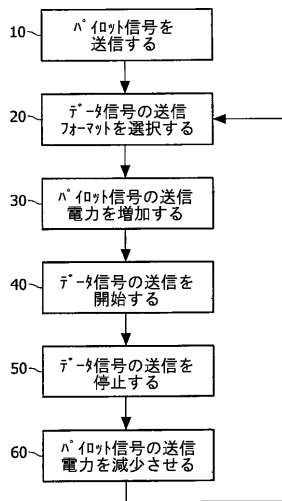 10
ﾊﾟｲﾛｯﾄ信号を
送信する
20
ﾃﾞｰﾀ信号の送信
ﾌｫｰﾏｯﾄを選択する
30
ﾊﾟｲﾛｯﾄ信号の送信
電力を増加する
40
ﾃﾞｰﾀ信号の送信を
開始する
50
ﾃﾞｰﾀ信号の送信を
停止する
60
ﾊﾟｲﾛｯﾄ信号の送信
電力を減少させる